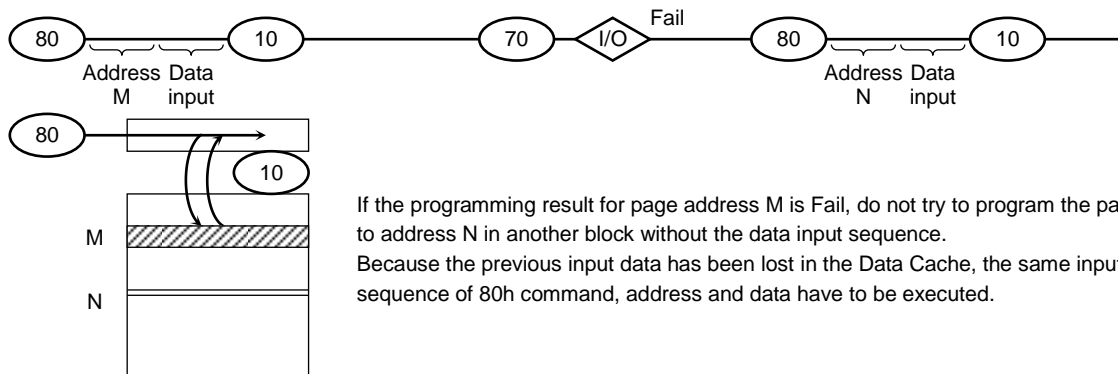 80 10 70 I/O Fail 80 10
Address Data Address Data
M input N input
80
10
If the programming result for page address M is Fail, do not try to program the
M
to address N in another block without the data input sequence.
Because the previous input data has been lost in the Data Cache, the same input
N
sequence of 80h command, address and data have to be executed.